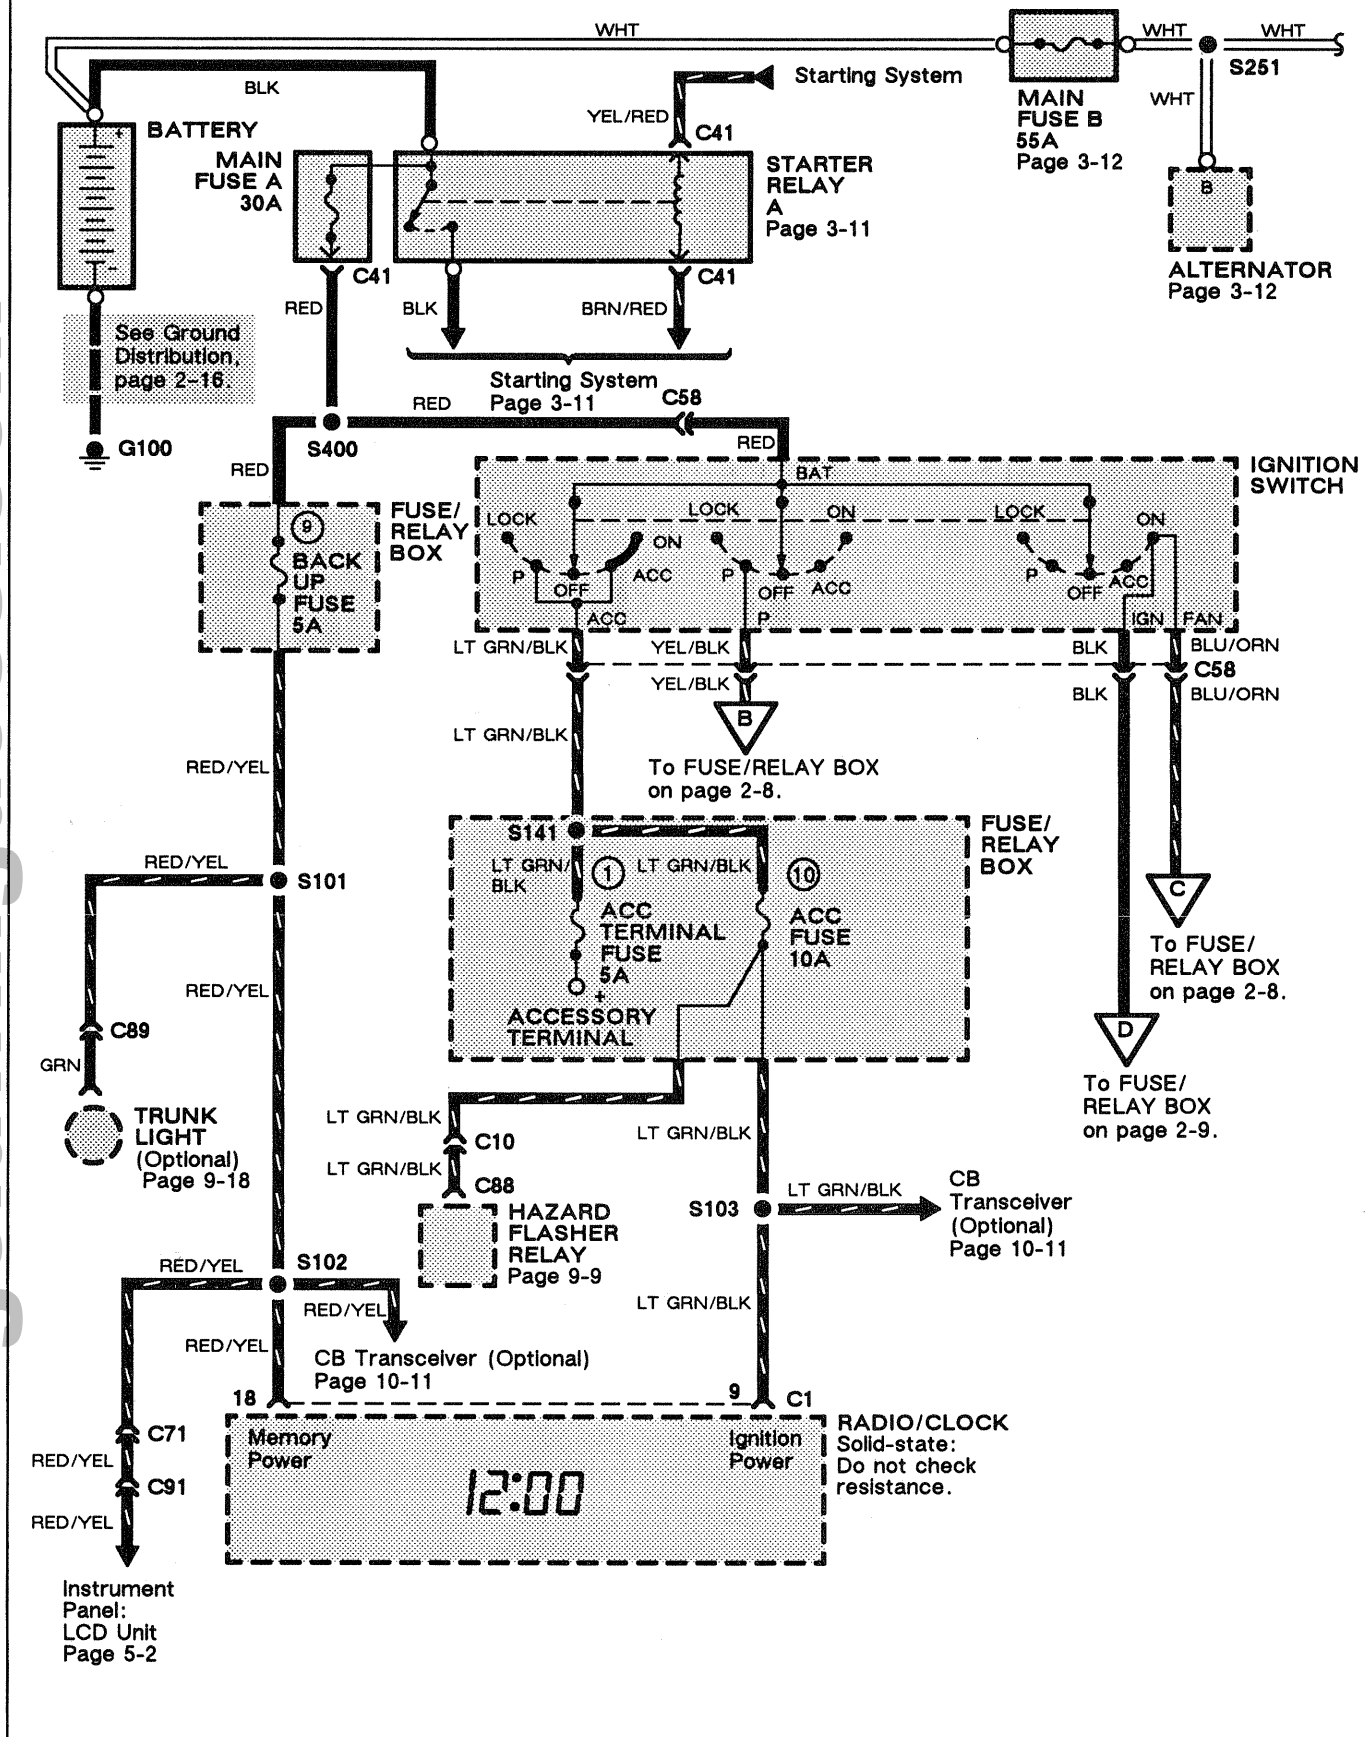 WHT
WHT
WHT
S251
WHT
MAIN
FUSE B
55A
Page 3-12
B
ALTERNATOR
Page 3-12
BLK
Starting System
YEL/RED
C41
BATTERY
+
-
MAIN
FUSE A
30A
C41
STARTER
RELAY
A
Page 3-11
C41
RED
BLK
BRN/RED
See Ground
Distribution,
page 2-16.
Starting System
Page 3-11
RED
C58
G100
S400
RED
RED
IGNITION
SWITCH
BAT
LOCK
P
OFF
ACC
ON
ACC
LOCK
P
OFF
ACC
ON
P
LOCK
P
OFF
ACC
ON
IGN
FAN
FUSE/
RELAY
BOX
9
BACK
UP
FUSE
5A
LT GRN/BLK
YEL/BLK
BLK
BLU/ORN
C58
YEL/BLK
BLK
BLU/ORN
LT GRN/BLK
B
To FUSE/RELAY BOX
on page 2-8.
RED/YEL
S141
FUSE/
RELAY
BOX
LT GRN/
BLK
1
LT GRN/BLK
10
ACC
TERMINAL
FUSE
5A
ACC
FUSE
10A
+
ACCESSORY
TERMINAL
C
To FUSE/
RELAY BOX
on page 2-8.
D
To FUSE/
RELAY BOX
on page 2-9.
RED/YEL
S101
RED/YEL
C89
GRN
TRUNK
LIGHT
(Optional)
Page 9-18
LT GRN/BLK
C10
LT GRN/BLK
LT GRN/BLK
C88
HAZARD
FLASHER
RELAY
Page 9-9
S103
LT GRN/BLK
CB
Transceiver
(Optional)
Page 10-11
RED/YEL
S102
RED/YEL
LT GRN/BLK
RED/YEL
CB Transceiver (Optional)
Page 10-11
18
9
C1
C71
RED/YEL
C91
RED/YEL
Memory
Power
Ignition
Power
12:00
RADIO/CLOCK
Solid-state:
Do not check
resistance.
Instrument
Panel:
LCD Unit
Page 5-2